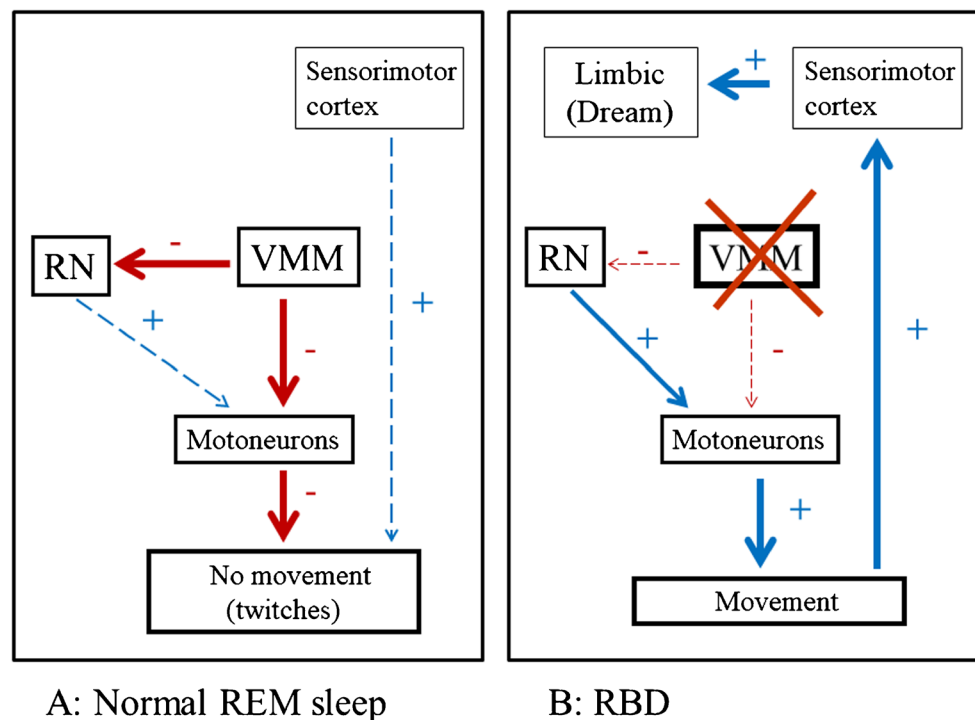 Sensorimotor
cortex
-
RN
VMM
+
-
+
Motoneurons
-
No movement
(twitches)
A: Normal REM sleep
+
Limbic
(Dream)
Sensorimotor
cortex
-
RN
VMM
+
-
+
Motoneurons
+
Movement
B: RBD